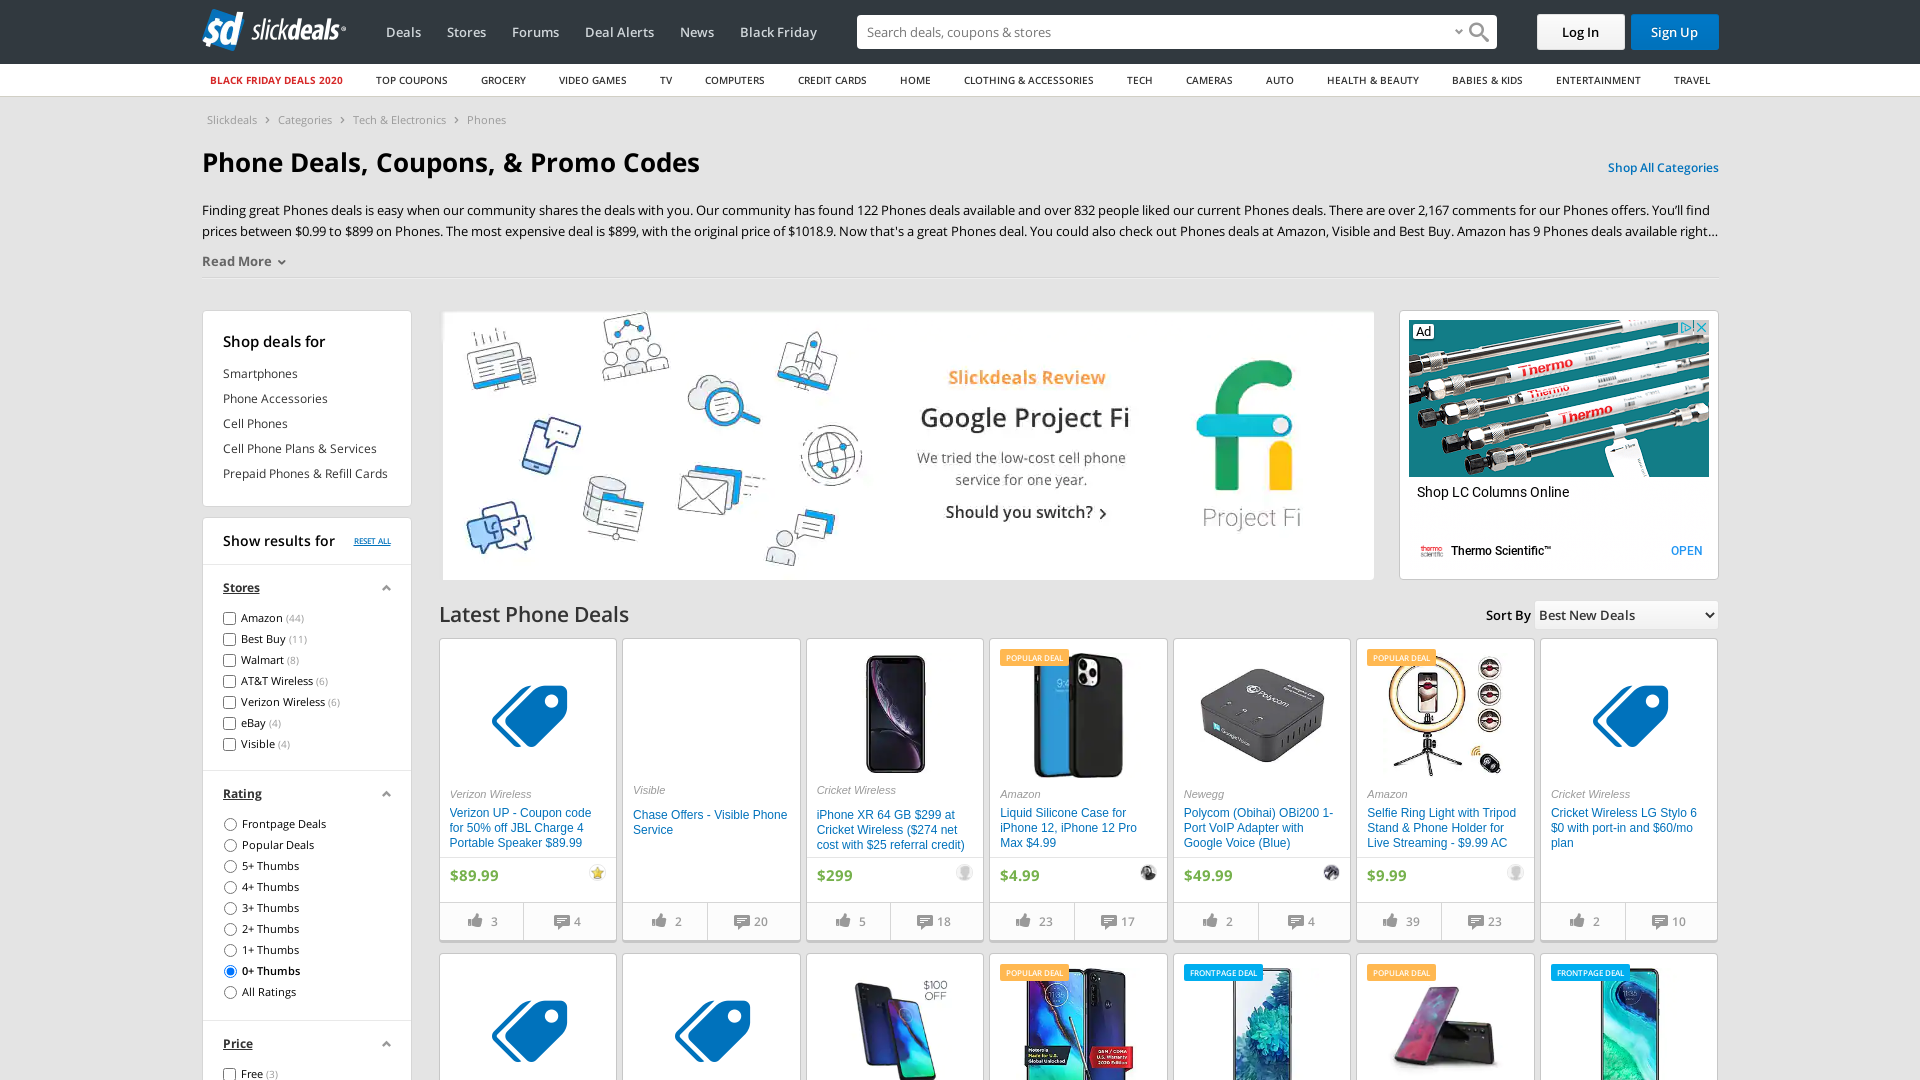 sd slickdeals
Deals
Stores
Forums
Deal Alerts
News
Black Friday
Search deals, coupons & stores
Log In
Sign Up
BLACK FRIDAY DEALS 2020
TOP COUPONS
GROCERY
VIDEO GAMES
TV
COMPUTERS
CREDIT CARDS
HOME
CLOTHING & ACCESSORIES
TECH
CAMERAS
AUTO
HEALTH & BEAUTY
BABIES & KIDS
ENTERTAINMENT
TRAVEL
Slickdeals > Categories > Tech & Electronics > Phones
Phone Deals, Coupons, & Promo Codes
Shop All Categories
Finding great Phones deals is easy when our community shares the deals with you. Our community has found 122 Phones deals available and over 832 people liked our current Phones deals. There are over 2,167 comments for our Phones offers. You’ll find
prices between $0.99 to $899 on Phones. The most expensive deal is $899, with the original price of $1018.9. Now that's a great Phones deal. You could also check out Phones deals at Amazon, Visible and Best Buy. Amazon has 9 Phones deals available right...
Read More
Shop deals for
Smartphones
Phone Accessories
Cell Phones
Cell Phone Plans & Services
Prepaid Phones & Refill Cards
Show results for
RESET ALL
Stores
Amazon (44)
Best Buy (11)
Walmart (8)
AT&T Wireless (6)
Verizon Wireless (6)
eBay (4)
Visible (4)
Rating
Frontpage Deals
Popular Deals
5+ Thumbs
4+ Thumbs
3+ Thumbs
2+ Thumbs
1+ Thumbs
0+ Thumbs
All Ratings
Price
Free (3)
Slickdeals Review
Google Project Fi
We tried the low-cost cell phone
service for one year.
Should you switch? >
Project Fi
Ad
Thermo
Thermo
Thermo
Shop LC Columns Online
thermo
scientific
Thermo Scientific™
OPEN
Latest Phone Deals
Sort By
Best New Deals
Verizon Wireless
Verizon UP - Coupon code
for 50% off JBL Charge 4
Portable Speaker $89.99
$89.99
3
4
Visible
Chase Offers - Visible Phone
Service
2
20
Cricket Wireless
iPhone XR 64 GB $299 at
Cricket Wireless ($274 net
cost with $25 referral credit)
$299
5
18
POPULAR DEAL
Amazon
Liquid Silicone Case for
iPhone 12, iPhone 12 Pro
Max $4.99
$4.99
23
17
Polycom
Newegg
Polycom (Obihai) OBi200 1-
Port VoIP Adapter with
Google Voice (Blue)
$49.99
2
4
POPULAR DEAL
Amazon
Selfie Ring Light with Tripod
Stand & Phone Holder for
Live Streaming - $9.99 AC
$9.99
39
23
Cricket Wireless
Cricket Wireless LG Stylo 6
$0 with port-in and $60/mo
plan
2
10
$100
OFF
POPULAR DEAL
FRONTPAGE DEAL
POPULAR DEAL
FRONTPAGE DEAL